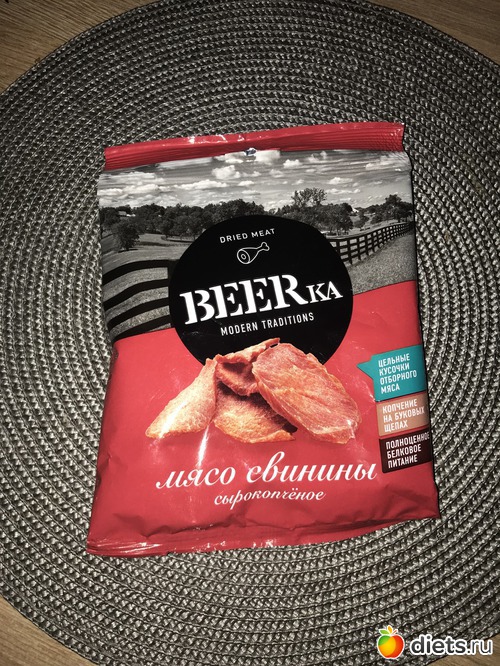 DRIED MEAT
BEERKA
MODERN TRADITIONS
ЦЕЛЬНЫЕ
КУСОЧКИ
ОТБОРНОГО
МЯСА
КОПЧЕНИЕ
НА БУКОВЫХ
ЩЕПАХ
ПОЛНОЦЕННОЕ
БЕЛКОВОЕ
ПИТАНИЕ
мясо свинины
сырокопчёное
diets.ru